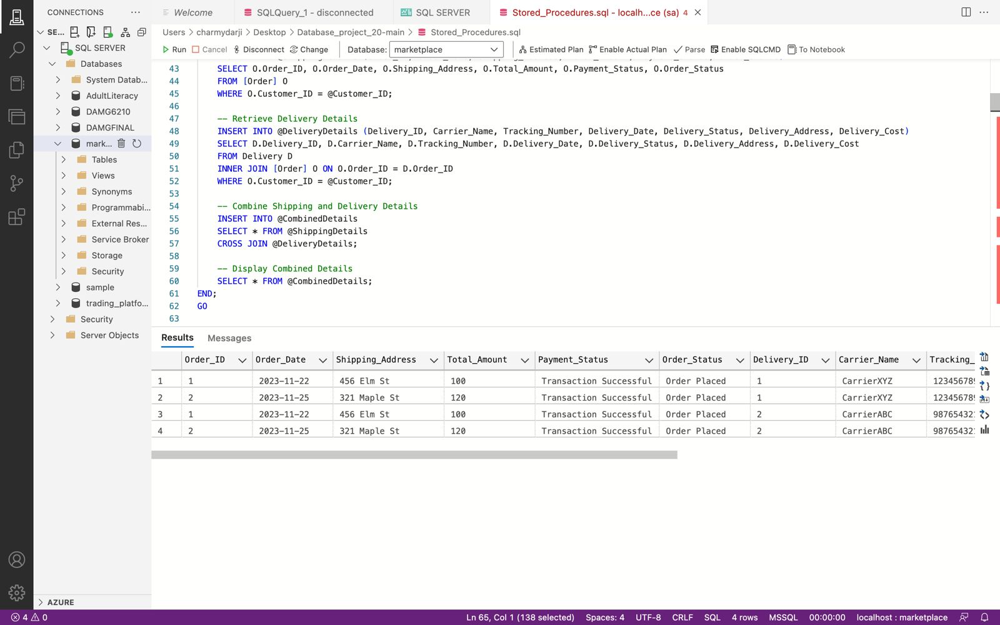 CONNECTIONS
Welcome
SQLQuery_1 - disconnected
SQL SERVER
Stored_Procedures.sql - localh...ce (sa) 4
SE...
Users > charmydarji > Desktop > Database_project_20-main > Stored_Procedures.sql
Run Cancel Disconnect Change Database: marketplace Estimated Plan Enable Actual Plan Parse Enable SQLCMD To Notebook
SQL SERVER
Databases
System Datab...
AdultLiteracy
DAMG6210
DAMGFINAL
mark...
Tables
Views
Synonyms
Programmabi...
External Res...
Service Broker
Storage
Security
sample
trading_platfo...
Security
Server Objects
AZURE
43 SELECT O.Order_ID, O.Order_Date, O.Shipping_Address, O.Total_Amount, O.Payment_Status, O.Order_Status
44 FROM [Order] O
45 WHERE O.Customer_ID = @Customer_ID;
46
47 -- Retrieve Delivery Details
48 INSERT INTO @DeliveryDetails (Delivery_ID, Carrier_Name, Tracking_Number, Delivery_Date, Delivery_Status, Delivery_Address, Delivery_Cost)
49 SELECT D.Delivery_ID, D.Carrier_Name, D.Tracking_Number, D.Delivery_Date, D.Delivery_Status, D.Delivery_Address, D.Delivery_Cost
50 FROM Delivery D
51 INNER JOIN [Order] O ON O.Order_ID = D.Order_ID
52 WHERE O.Customer_ID = @Customer_ID;
53
54 -- Combine Shipping and Delivery Details
55 INSERT INTO @CombinedDetails
56 SELECT * FROM @ShippingDetails
57 CROSS JOIN @DeliveryDetails;
58
59 -- Display Combined Details
60 SELECT * FROM @CombinedDetails;
61 END;
62 GO
63
Results Messages
Order_ID Order_Date Shipping_Address Total_Amount Payment_Status Order_Status Delivery_ID Carrier_Name Tracking_
1 1 2023-11-22 456 Elm St 100 Transaction Successful Order Placed 1 CarrierXYZ 123456789
2 2 2023-11-25 321 Maple St 120 Transaction Successful Order Placed 1 CarrierXYZ 123456789
3 1 2023-11-22 456 Elm St 100 Transaction Successful Order Placed 2 CarrierABC 98765432
4 2 2023-11-25 321 Maple St 120 Transaction Successful Order Placed 2 CarrierABC 98765432
4 0 Ln 65, Col 1 (138 selected) Spaces: 4 UTF-8 CRLF SQL 4 rows MSSQL 00:00:00 localhost : marketplace